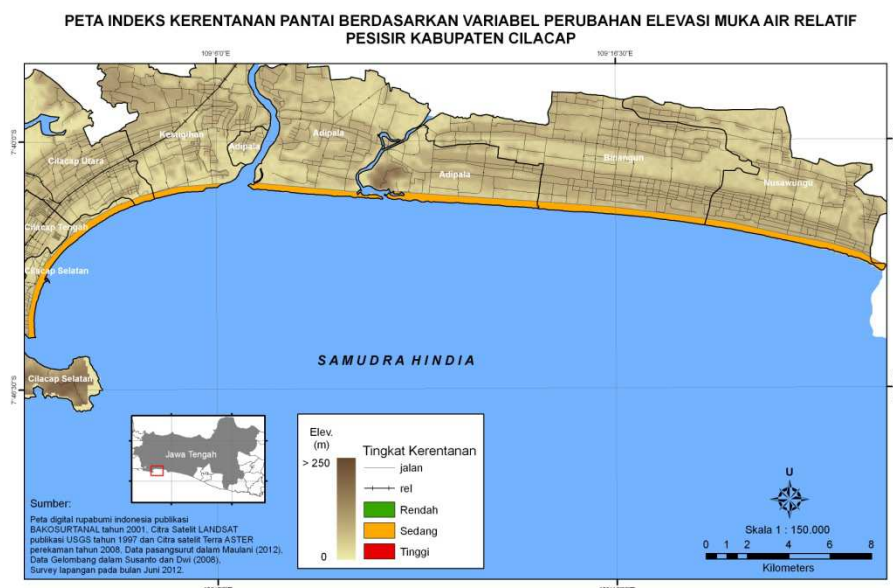 PETA INDEKS KERENTANAN PANTAI BERDASARKAN VARIABEL PERUBAHAN ELEVASI MUKA AIR RELATIF
PESISIR KABUPATEN CILACAP
109°6'0"E
109°16'30"E
7°40'0"S
7°46'30"S
Cilacap Utara
Kesugihan
Adipala
Adipala
Adipala
Binangun
Nusawungu
Cilacap Tengah
Cilacap Selatan
Cilacap Selatan
SAMUDRA HINDIA
Jawa Tengah
Elev.
(m)
> 250
0
Tingkat Kerentanan
jalan
rel
Rendah
Sedang
Tinggi
Sumber:
Peta digital rupabumi indonesia publikasi
BAKOSURTANAL tahun 2001, Citra Satelit LANDSAT
publikasi USGS tahun 1997 dan Citra satelit Terra ASTER
perekaman tahun 2008, Data pasangsurut dalam Maulani (2012),
Data Gelombang dalam Susanto dan Dwi (2008),
Survey lapangan pada bulan Juni 2012.
U
Skala 1 : 150.000
0 1 2 4 6 8
Kilometers